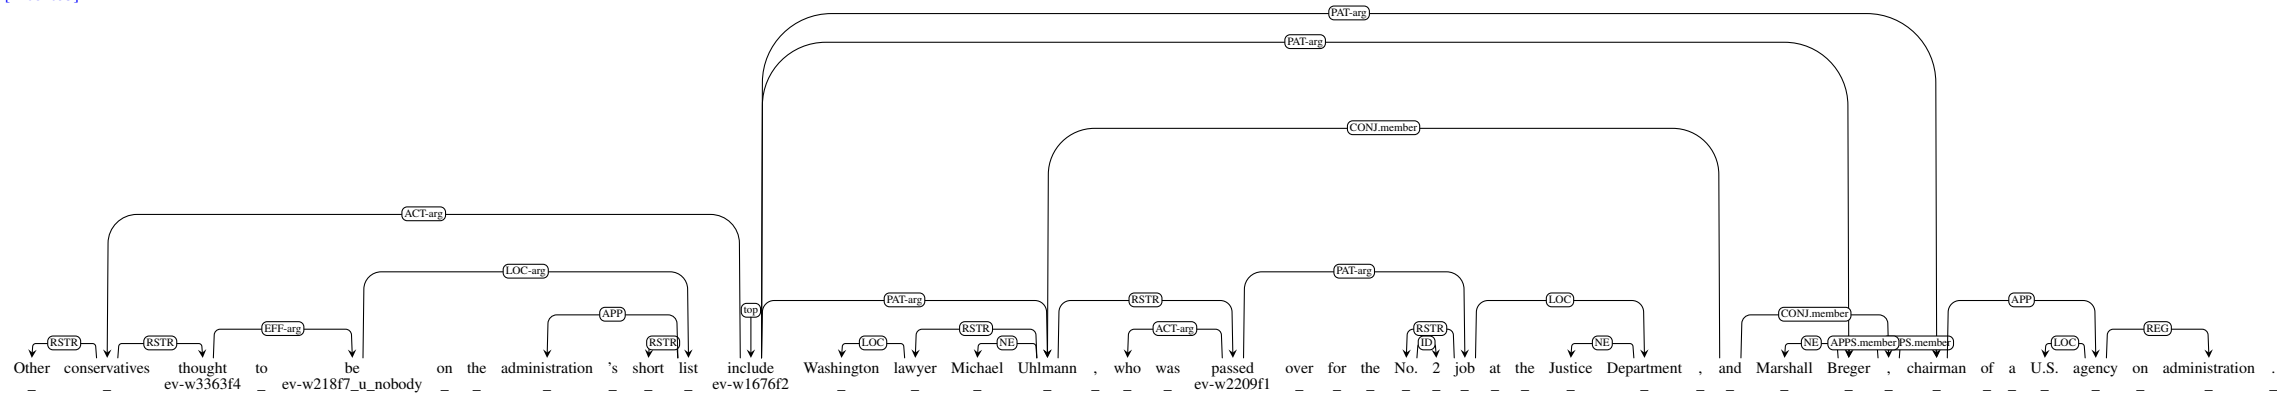 PAT-arg
PAT-arg
CONJ.member
ACT-arg
LOC-arg PAT-arg
PAT-arg RSTR LOC APP
top APP CONJ.member
EFF-arg RSTR ACT-arg RSTR REG
RSTR RSTR RSTR LOC NE ID NE NE APPS.member PS.member LOC
Other conservatives thought to be on the administration 's short list include Washington lawyer Michael Uhlmann , who was passed over for the No. 2 job at the Justice Department , and Marshall Breger , chairman of a U.S. agency on administration .
_ _ ev-w3363f4 _ ev-w218f7_u_nobody _ _ _ _ _ _ ev-w1676f2 _ _ _ _ _ _ _ ev-w2209f1 _ _ _ _ _ _ _ _ _ _ _ _ _ _ _ _ _ _ _ _ _ _ _